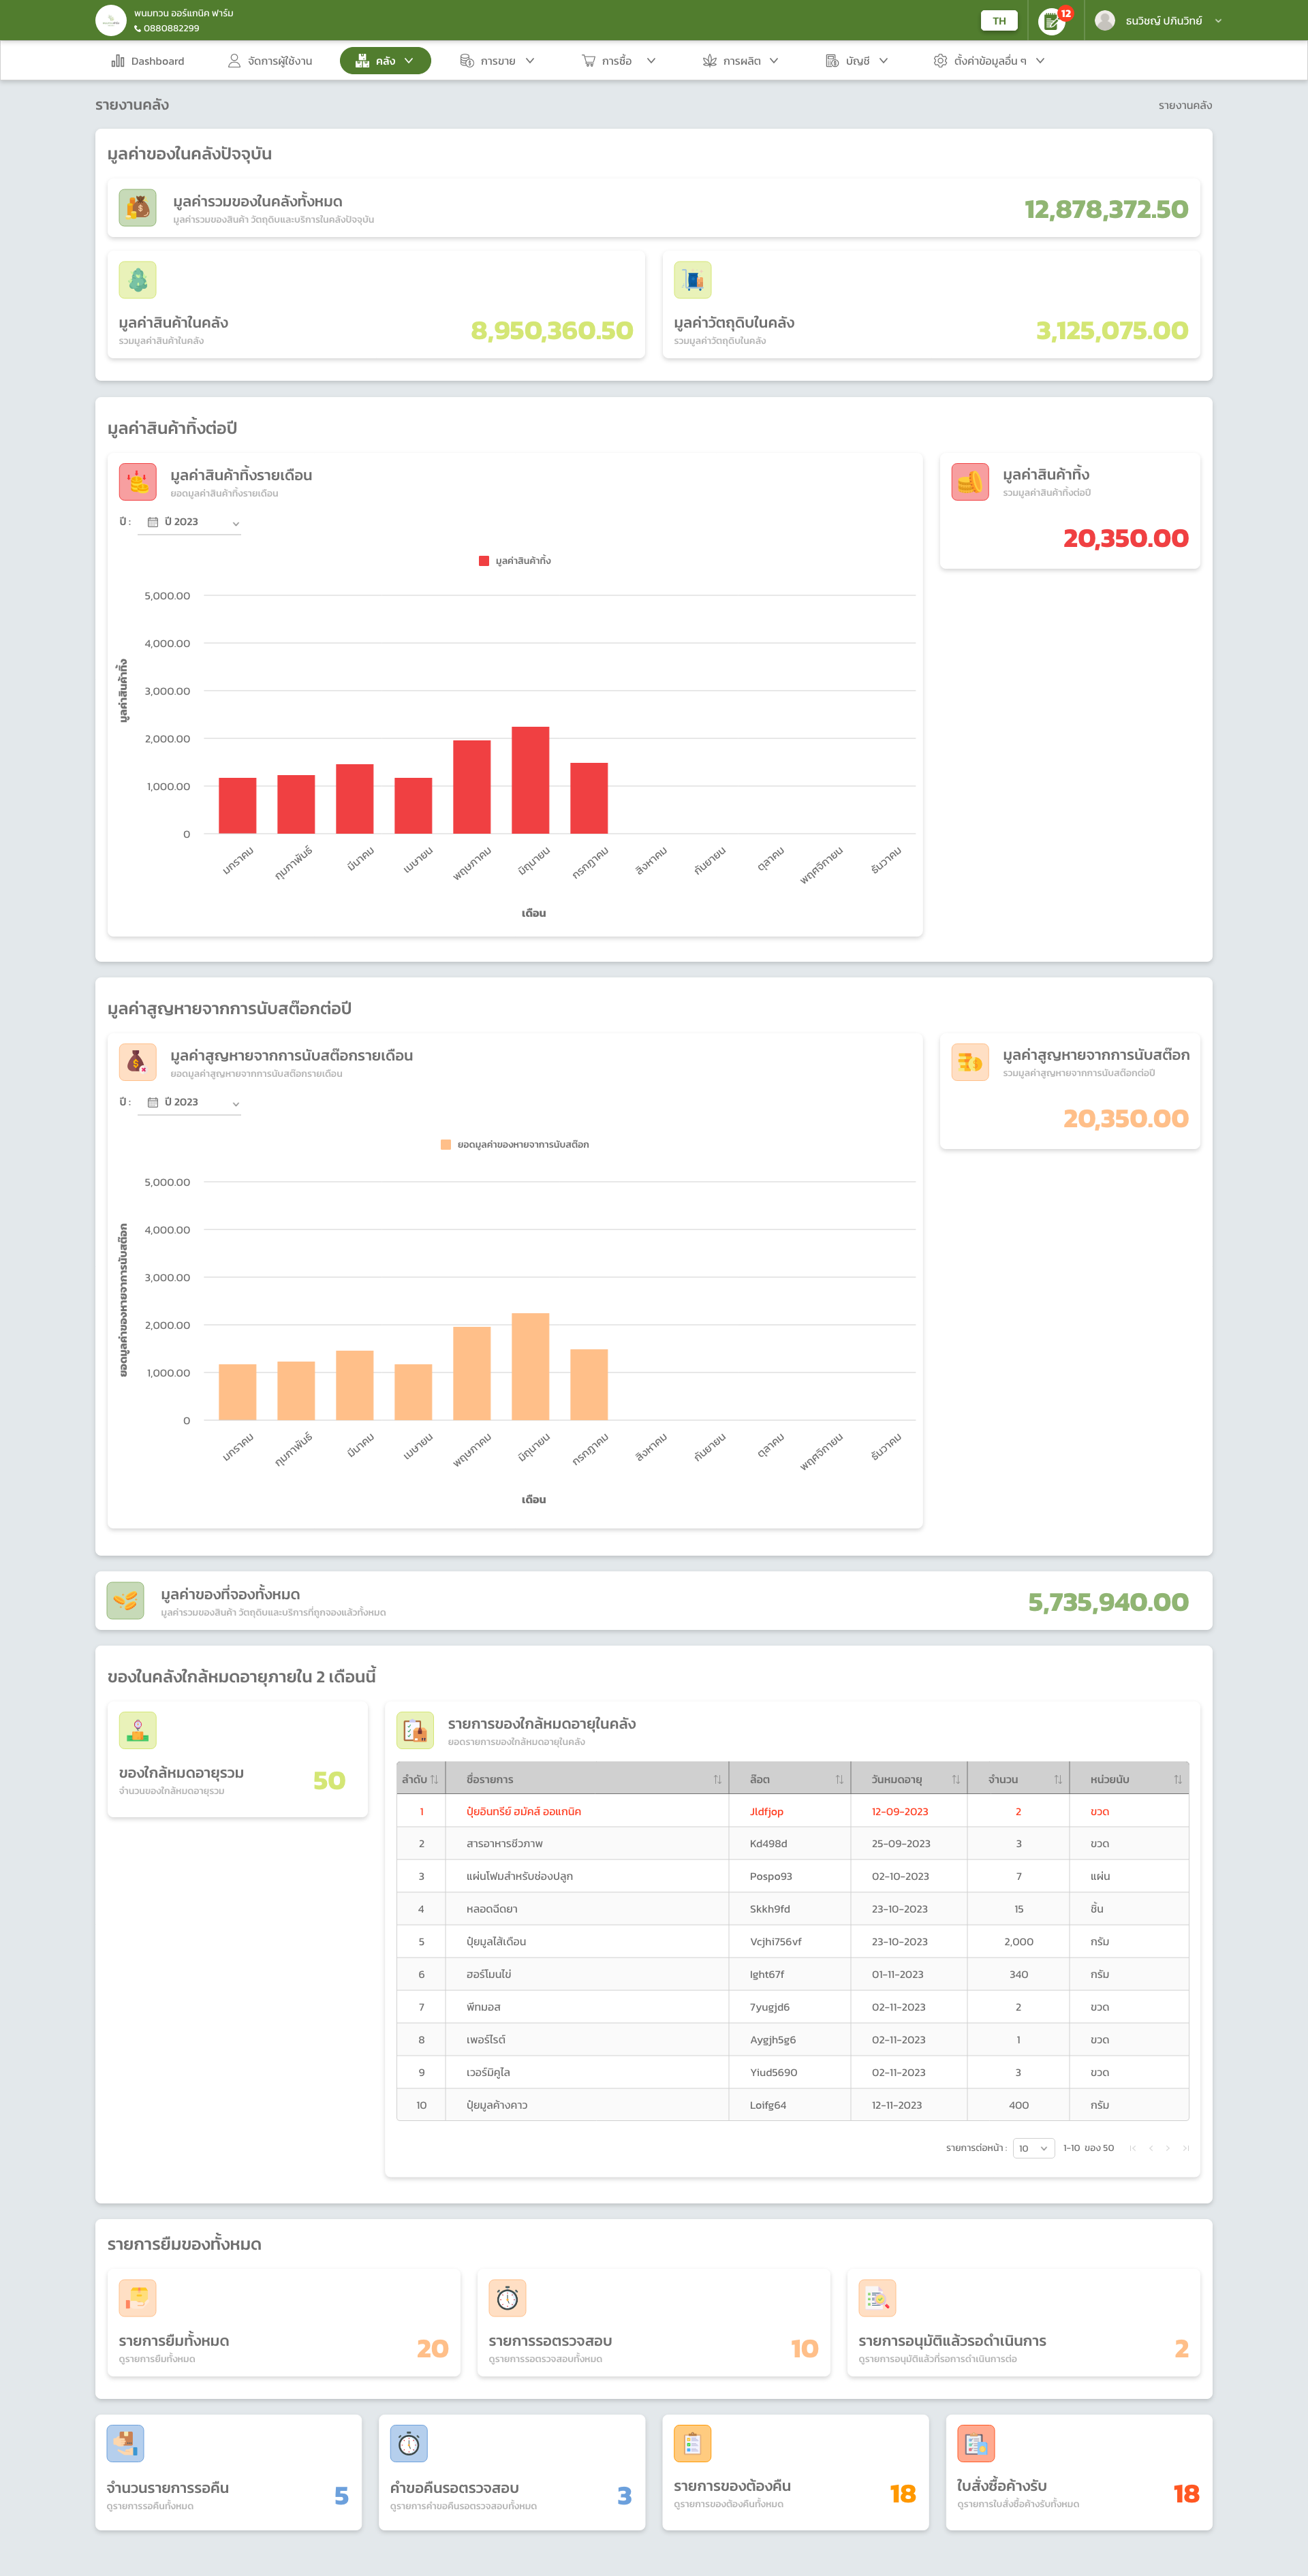 พนมทวน ออร์แกนิค ฟาร์ม
0880882299
TH
12
ธนวิชญ์ ปภินวิทย์
Dashboard
จัดการผู้ใช้งาน
คลัง
การขาย
การซื้อ
การผลิต
บัญชี
ตั้งค่าข้อมูลอื่น ๆ
รายงานคลัง
รายงานคลัง
มูลค่าของในคลังปัจจุบัน
มูลค่ารวมของในคลังทั้งหมด
มูลค่ารวมของสินค้า วัตถุดิบและบริการในคลังปัจจุบัน
12,878,372.50
มูลค่าสินค้าในคลัง
รวมมูลค่าสินค้าในคลัง
8,950,360.50
มูลค่าวัตถุดิบในคลัง
รวมมูลค่าวัตถุดิบในคลัง
3,125,075.00
มูลค่าสินค้าทิ้งต่อปี
มูลค่าสินค้าทิ้งรายเดือน
ยอดมูลค่าสินค้าทิ้งรายเดือน
ปี : ปี 2023
มูลค่าสินค้าทิ้ง
5,000.00
4,000.00
3,000.00
2,000.00
1,000.00
0
มูลค่าสินค้าทิ้ง
มกราคม
กุมภาพันธ์
มีนาคม
เมษายน
พฤษภาคม
มิถุนายน
กรกฎาคม
สิงหาคม
กันยายน
ตุลาคม
พฤศจิกายน
ธันวาคม
เดือน
มูลค่าสินค้าทิ้ง
รวมมูลค่าสินค้าทิ้งต่อปี
20,350.00
มูลค่าสูญหายจากการนับสต๊อกต่อปี
มูลค่าสูญหายจากการนับสต๊อกรายเดือน
ยอดมูลค่าสูญหายจากการนับสต๊อกรายเดือน
ปี : ปี 2023
ยอดมูลค่าของหายจาการนับสต๊อก
5,000.00
4,000.00
3,000.00
2,000.00
1,000.00
0
ยอดมูลค่าของหายจาการนับสต๊อก
มกราคม
กุมภาพันธ์
มีนาคม
เมษายน
พฤษภาคม
มิถุนายน
กรกฎาคม
สิงหาคม
กันยายน
ตุลาคม
พฤศจิกายน
ธันวาคม
เดือน
มูลค่าสูญหายจากการนับสต๊อก
รวมมูลค่าสูญหายจากการนับสต๊อกต่อปี
20,350.00
มูลค่าของที่จองทั้งหมด
มูลค่ารวมของสินค้า วัตถุดิบและบริการที่ถูกจองแล้วทั้งหมด
5,735,940.00
ของในคลังใกล้หมดอายุภายใน 2 เดือนนี้
ของใกล้หมดอายุรวม
จำนวนของใกล้หมดอายุรวม
50
รายการของใกล้หมดอายุในคลัง
ยอดรายการของใกล้หมดอายุในคลัง
ลำดับ ชื่อรายการ ล๊อต วันหมดอายุ จำนวน หน่วยนับ
1 ปุ๋ยอินทรีย์ ฮมัคส์ ออแกนิค Jldfjop 12-09-2023 2 ขวด
2 สารอาหารชีวภาพ Kd498d 25-09-2023 3 ขวด
3 แผ่นโฟมสำหรับช่องปลูก Pospo93 02-10-2023 7 แผ่น
4 หลอดฉีดยา Skkh9fd 23-10-2023 15 ชิ้น
5 ปุ๋ยมูลไส้เดือน Vcjhi756vf 23-10-2023 2,000 กรัม
6 ฮอร์โมนไข่ Ight67f 01-11-2023 340 กรัม
7 พีทมอส 7yugjd6 02-11-2023 2 ขวด
8 เพอร์ไรต์ Aygjh5g6 02-11-2023 1 ขวด
9 เวอร์มิคูไล Yiud5690 02-11-2023 3 ขวด
10 ปุ๋ยมูลค้างคาว Loifg64 12-11-2023 400 กรัม
รายการต่อหน้า : 10 1-10 ของ 50
รายการยืมของทั้งหมด
รายการยืมทั้งหมด
ดูรายการยืมทั้งหมด
20
รายการรอตรวจสอบ
ดูรายการรอตรวจสอบทั้งหมด
10
รายการอนุมัติแล้วรอดำเนินการ
ดูรายการอนุมัติแล้วที่รอการดำเนินการต่อ
2
จำนวนรายการรอคืน
ดูรายการรอคืนทั้งหมด
5
คำขอคืนรอตรวจสอบ
ดูรายการคำขอคืนรอตรวจสอบทั้งหมด
3
รายการของต้องคืน
ดูรายการของต้องคืนทั้งหมด
18
ใบสั่งซื้อค้างรับ
ดูรายการใบสั่งซื้อค้างรับทั้งหมด
18